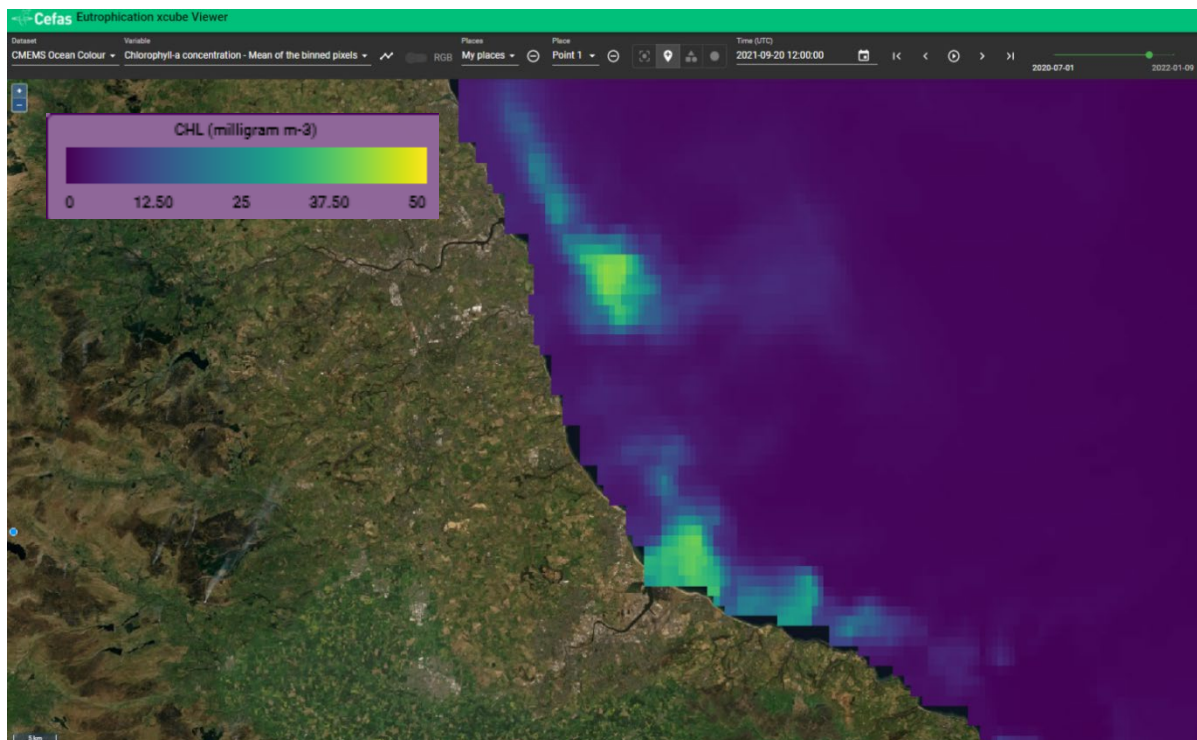 Cefas Eutrophication xcube Viewer
Dataset Variable Places Place Time (UTC)
CMEMS Ocean Colour Chlorophyll-a concentration - Mean of the binned pixels RGB My places Point 1 2021-09-20 12:00:00
2020-07-01 2022-01-09
+
−
CHL (milligram m-3)
0 12.50 25 37.50 50
5 km